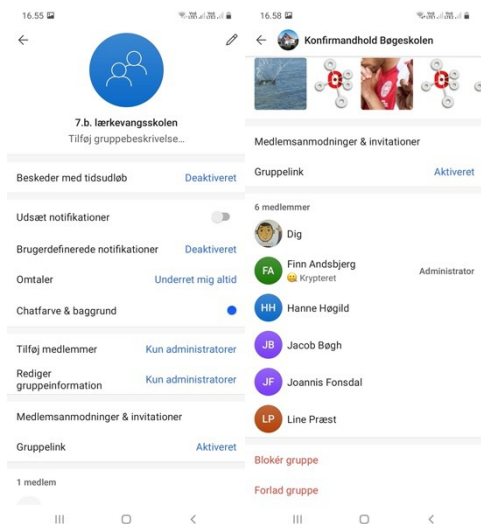 16.55
7.b. lærkevangsskolen
Tilføj gruppebeskrivelse...
Beskeder med tidsudløb Deaktiveret
Udsæt notifikationer
Brugerdefinerede notifikationer Deaktiveret
Omtaler Underret mig altid
Chatfarve & baggrund
Tilføj medlemmer Kun administratorer
Rediger
gruppeinformation Kun administratorer
Medlemsanmodninger & invitationer
Gruppelink Aktiveret
1 medlem
16.58
Konfirmandhold Bøgeskolen
Medlemsanmodninger & invitationer
Gruppelink Aktiveret
6 medlemmer
Dig
FA Finn Andsbjerg Administrator
Krypteret
HH Hanne Høgild
JB Jacob Bøgh
JF Joannis Fonsdal
LP Line Præst
Blokér gruppe
Forlad gruppe